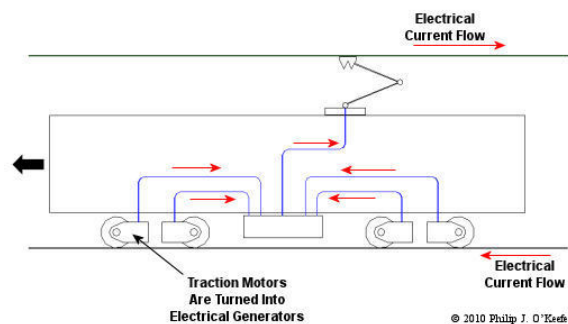 Electrical
Current Flow
Traction Motors
Are Turned Into
Electrical Generators
Electrical
Current Flow
© 2010 Philip J. O'Keefe